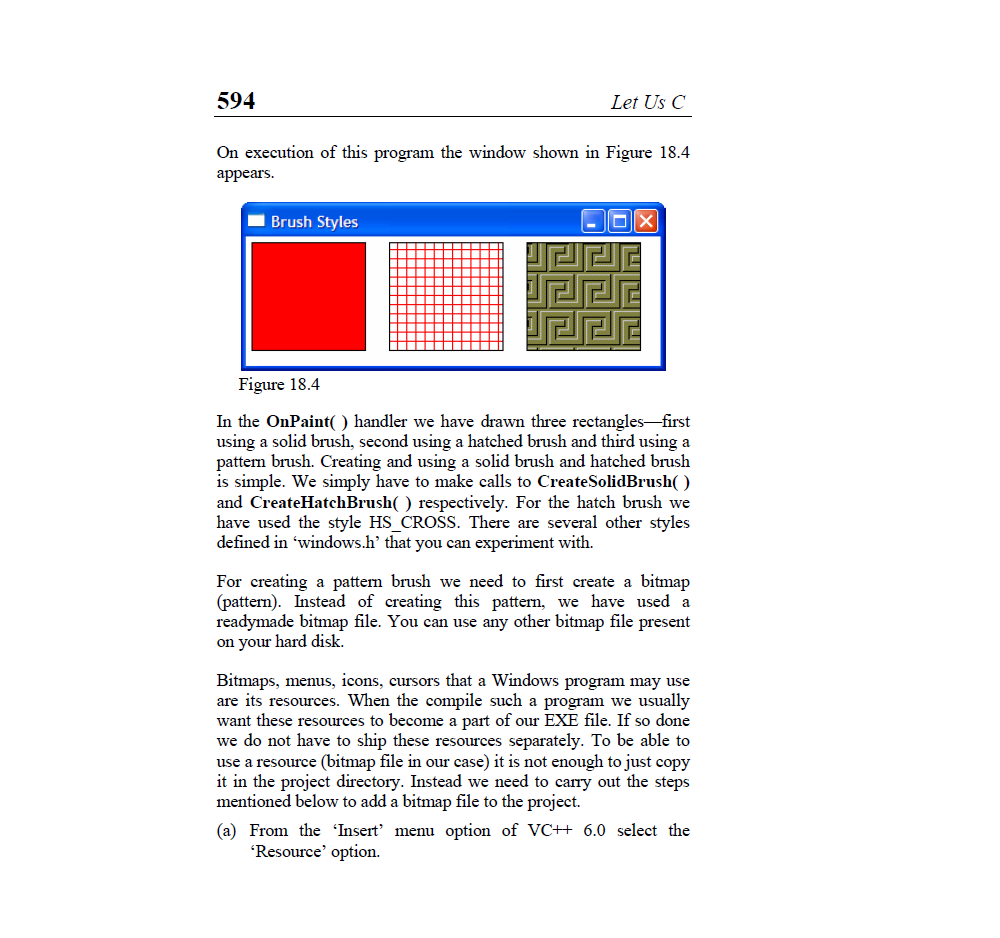 594
Let Us C
On execution of this program the window shown in Figure 18.4
appears.
Brush Styles
Figure 18.4
In the OnPaint( ) handler we have drawn three rectangles—first
using a solid brush, second using a hatched brush and third using a
pattern brush. Creating and using a solid brush and hatched brush
is simple. We simply have to make calls to CreateSolidBrush( )
and CreateHatchBrush( ) respectively. For the hatch brush we
have used the style HS_CROSS. There are several other styles
defined in ‘windows.h’ that you can experiment with.
For creating a pattern brush we need to first create a bitmap
(pattern). Instead of creating this pattern, we have used a
readymade bitmap file. You can use any other bitmap file present
on your hard disk.
Bitmaps, menus, icons, cursors that a Windows program may use
are its resources. When the compile such a program we usually
want these resources to become a part of our EXE file. If so done
we do not have to ship these resources separately. To be able to
use a resource (bitmap file in our case) it is not enough to just copy
it in the project directory. Instead we need to carry out the steps
mentioned below to add a bitmap file to the project.
(a) From the ‘Insert’ menu option of VC++ 6.0 select the
‘Resource’ option.